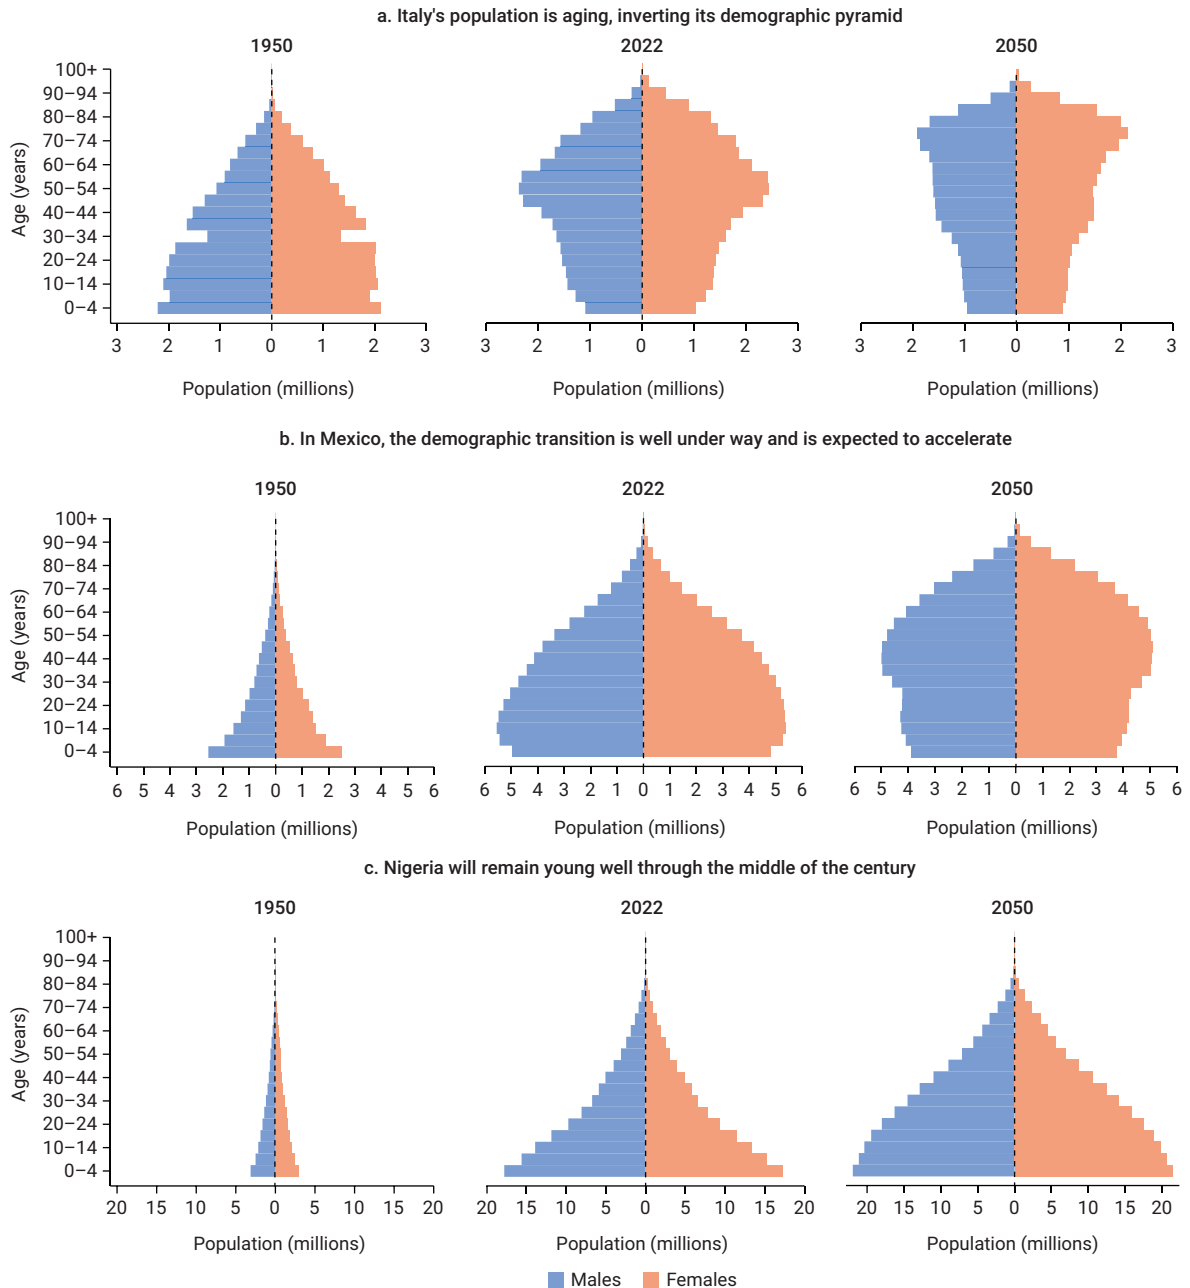 a. Italy's population is aging, inverting its demographic pyramid
1950 2022 2050
100+
90–94
80–84
70–74
60–64
50–54
40–44
30–34
20–24
10–14
0–4
Age (years)
3 2 1 0 1 2 3 3 2 1 0 1 2 3 3 2 1 0 1 2 3
Population (millions) Population (millions) Population (millions)
b. In Mexico, the demographic transition is well under way and is expected to accelerate
1950 2022 2050
100+
90–94
80–84
70–74
60–64
50–54
40–44
30–34
20–24
10–14
0–4
Age (years)
6 5 4 3 2 1 0 1 2 3 4 5 6 6 5 4 3 2 1 0 1 2 3 4 5 6 6 5 4 3 2 1 0 1 2 3 4 5 6
Population (millions) Population (millions) Population (millions)
c. Nigeria will remain young well through the middle of the century
1950 2022 2050
100+
90–94
80–84
70–74
60–64
50–54
40–44
30–34
20–24
10–14
0–4
Age (years)
20 15 10 5 0 5 10 15 20 20 15 10 5 0 5 10 15 20 20 15 10 5 0 5 10 15 20
Population (millions) Population (millions) Population (millions)
Males Females